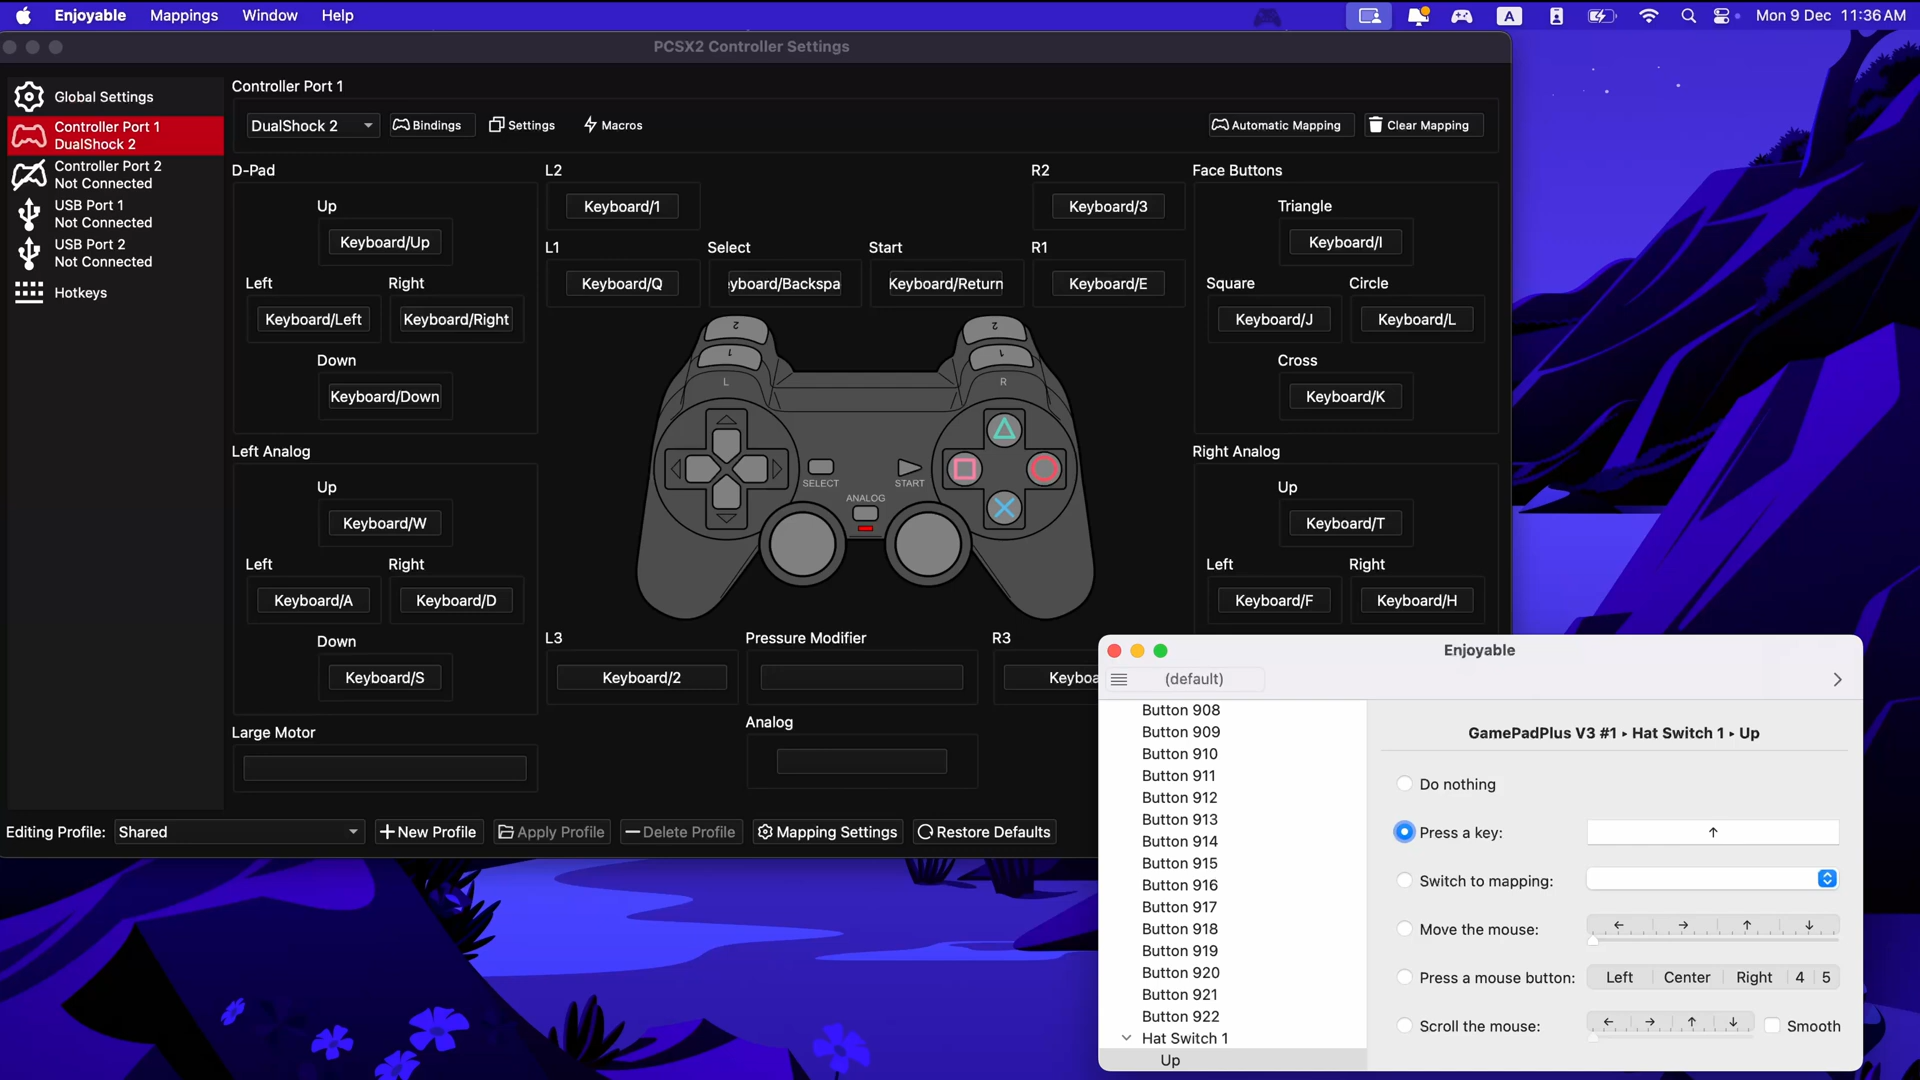 Enjoyable Mappings Window Help
A Mon 9 Dec 11:36 AM
PCSX2 Controller Settings
Global Settings
Controller Port 1
DualShock 2
Controller Port 2
Not Connected
USB Port 1
Not Connected
USB Port 2
Not Connected
Hotkeys
Controller Port 1
DualShock 2 Bindings Settings Macros Automatic Mapping Clear Mapping
D-Pad
Up
Keyboard/Up
Left Right
Keyboard/Left Keyboard/Right
Down
Keyboard/Down
L2
Keyboard/1
R2
Keyboard/3
L1 Select Start R1
Keyboard/Q yboard/Backspa Keyboard/Return Keyboard/E
Face Buttons
Triangle
Keyboard/I
Square Circle
Keyboard/J Keyboard/L
Cross
Keyboard/K
2 2
1 1
L R
SELECT START
ANALOG
Left Analog
Up
Keyboard/W
Left Right
Keyboard/A Keyboard/D
Down
Keyboard/S
Right Analog
Up
Keyboard/T
Left Right
Keyboard/F Keyboard/H
L3 Pressure Modifier R3
Keyboard/2 Keyboa
Analog
Large Motor
Editing Profile: Shared New Profile Apply Profile Delete Profile Mapping Settings Restore Defaults
Enjoyable
(default)
Button 908
Button 909
Button 910
Button 911
Button 912
Button 913
Button 914
Button 915
Button 916
Button 917
Button 918
Button 919
Button 920
Button 921
Button 922
Hat Switch 1
Up
GamePadPlus V3 #1 ▸ Hat Switch 1 ▸ Up
Do nothing
Press a key: ↑
Switch to mapping:
Move the mouse: ← → ↑ ↓
Press a mouse button: Left Center Right 4 5
Scroll the mouse: ← → ↑ ↓ Smooth